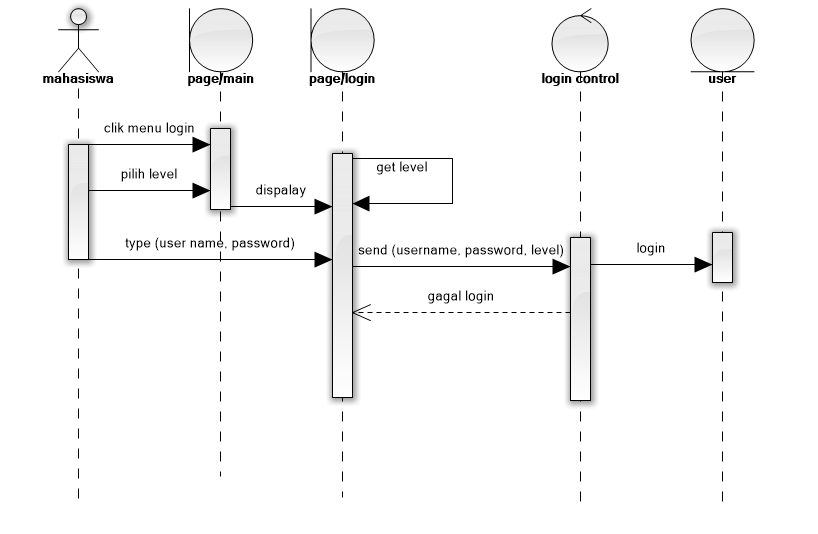 mahasiswa
page/main
page/login
login control
user
clik menu login
get level
pilih level
dispalay
type (user name, password)
send (username, password, level)
login
gagal login